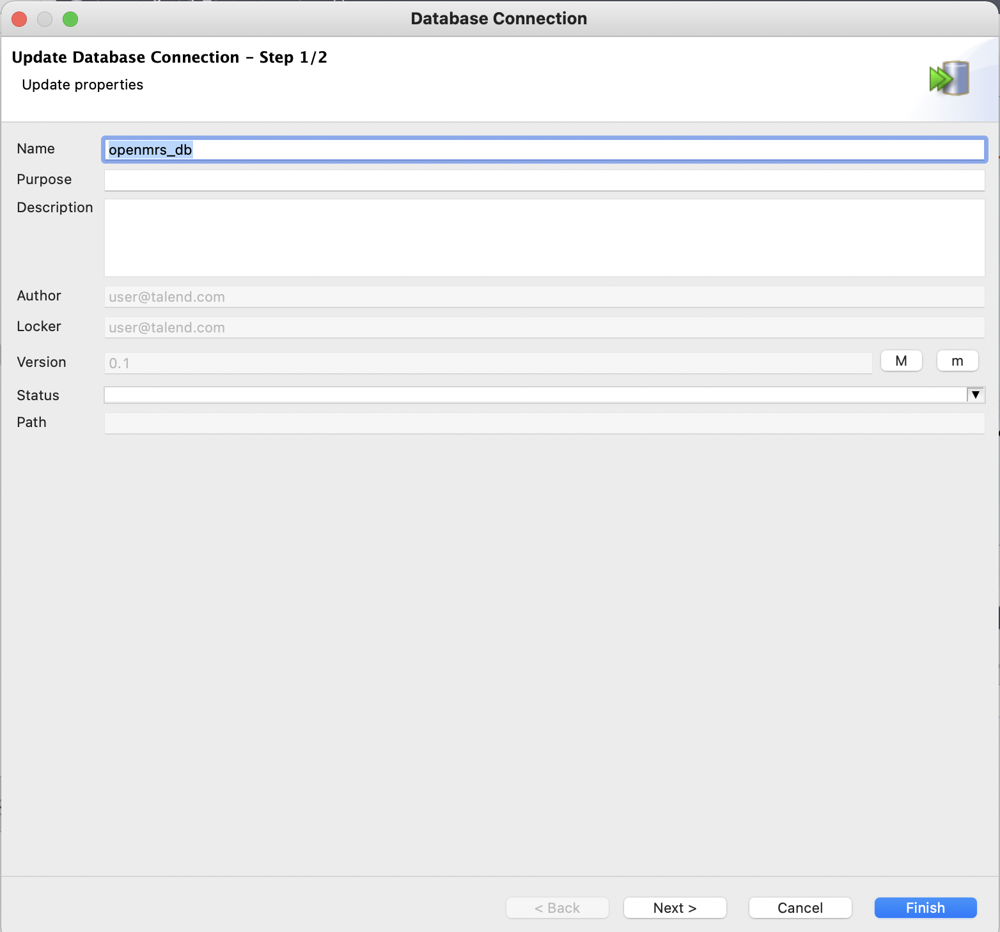 Database Connection
Update Database Connection - Step 1/2
Update properties
Name openmrs_db
Purpose
Description
Author user@talend.com
Locker user@talend.com
Version 0.1 M m
Status
Path
< Back Next > Cancel Finish